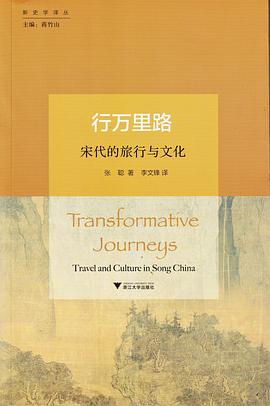 新史学译丛
主编：蒋竹山
行万里路
宋代的旅行与文化
张 聪 著 李文锋 译
Transformative
Journeys
Travel and Culture in Song China
浙江大学出版社